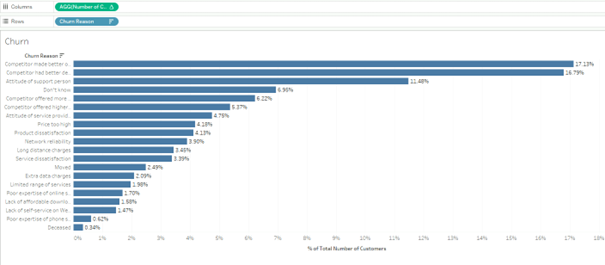 Columns AGG(Number of C..
Rows Churn Reason
Churn
Churn Reason
Competitor made better o.. 17.13%
Competitor had better de.. 16.79%
Attitude of support person 11.48%
Don't know 6.96%
Competitor offered more.. 6.22%
Competitor offered higher.. 5.37%
Attitude of service provid.. 4.75%
Price too high 4.18%
Product dissatisfaction 4.13%
Network reliability 3.90%
Long distance charges 3.45%
Service dissatisfaction 3.39%
Moved 2.49%
Extra data charges 2.09%
Limited range of services 1.98%
Poor expertise of online s.. 1.70%
Lack of affordable downlo.. 1.58%
Lack of self-service on We.. 1.47%
Poor expertise of phone s.. 0.62%
Deceased 0.34%
0% 1% 2% 3% 4% 5% 6% 7% 8% 9% 10% 11% 12% 13% 14% 15% 16% 17% 18%
% of Total Number of Customers